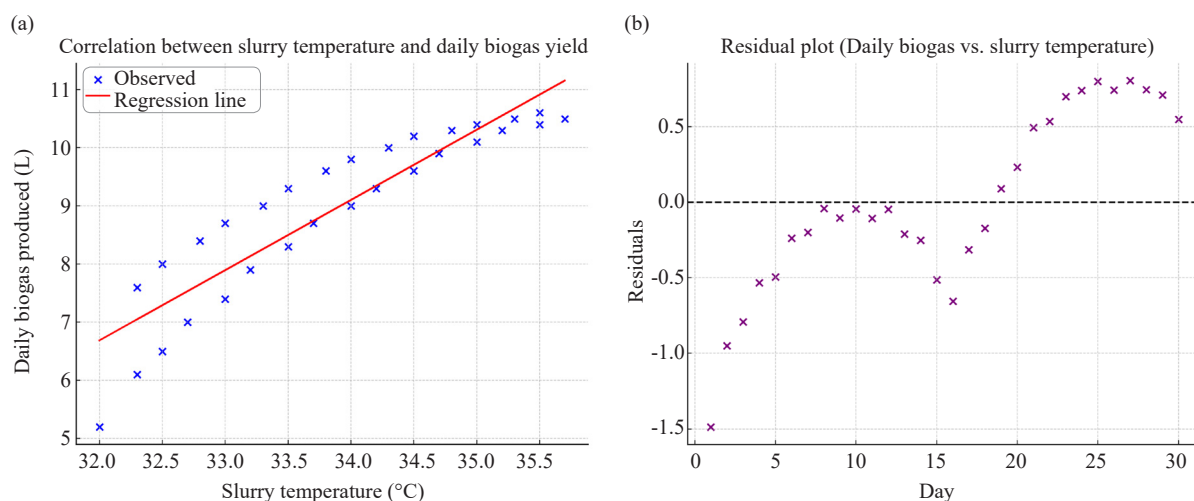 (a)
Correlation between slurry temperature and daily biogas yield
Observed
Regression line
Daily biogas produced (L)
11
10
9
8
7
6
5
32.0 32.5 33.0 33.5 34.0 34.5 35.0 35.5
Slurry temperature (°C)
(b)
Residual plot (Daily biogas vs. slurry temperature)
Residuals
0.5
0.0
-0.5
-1.0
-1.5
0 5 10 15 20 25 30
Day